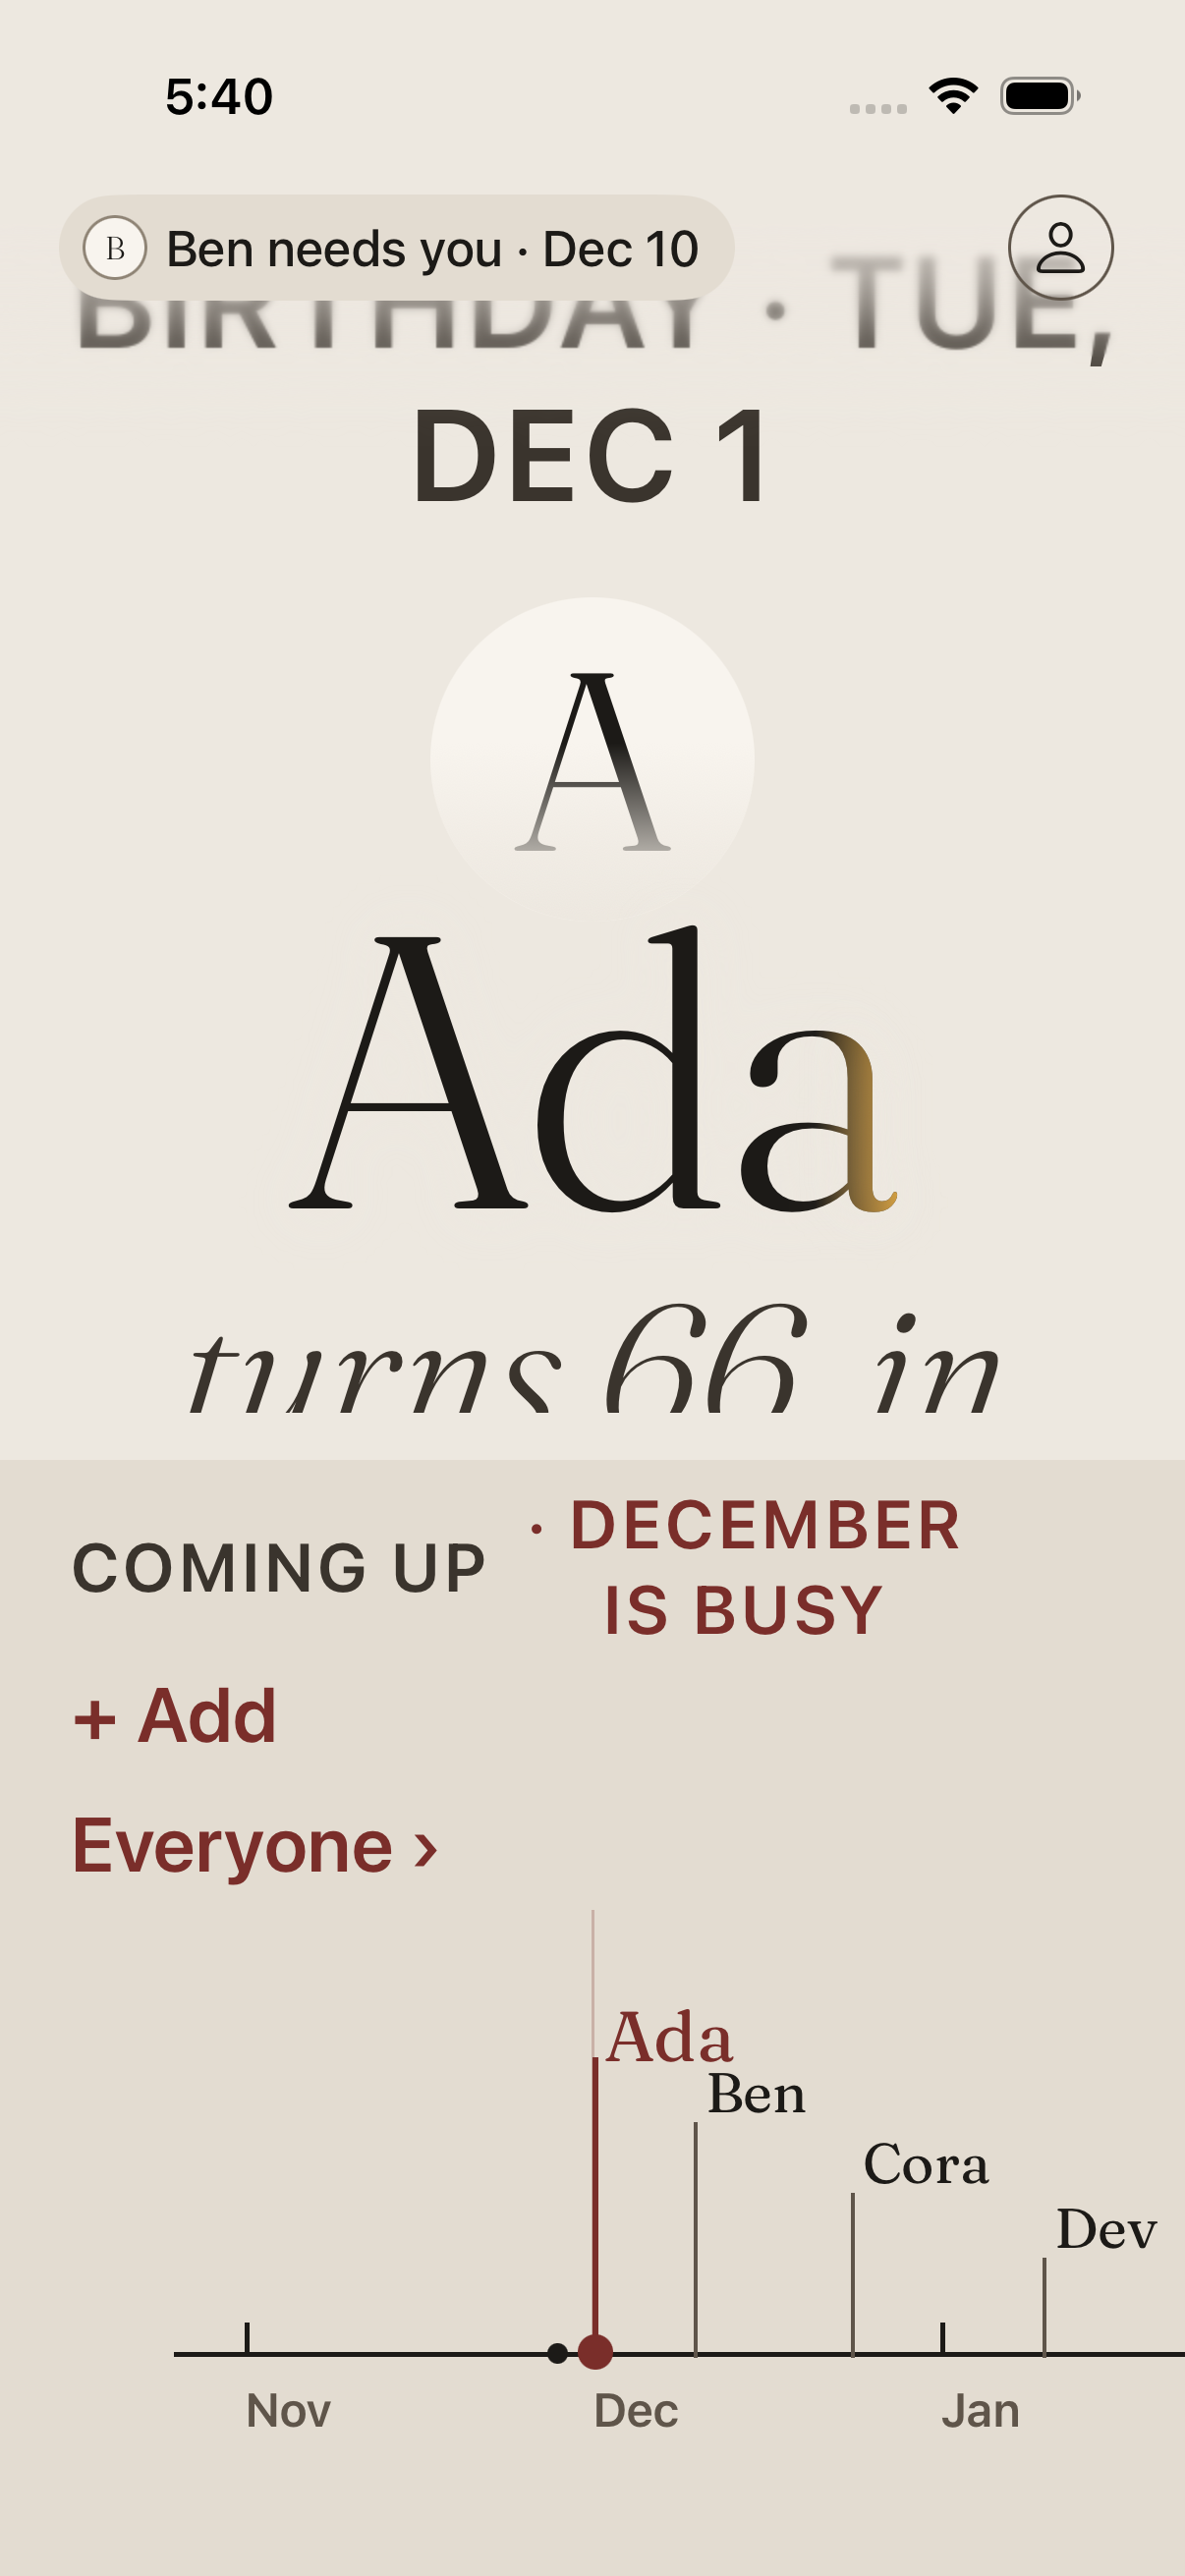 5:40
B Ben needs you · Dec 10
BIRTHDAY · TUE,
DEC 1
A
Ada
turns 66 in
COMING UP · DECEMBER
IS BUSY
+ Add
Everyone ›
Ada
Ben
Cora
Dev
Nov Dec Jan